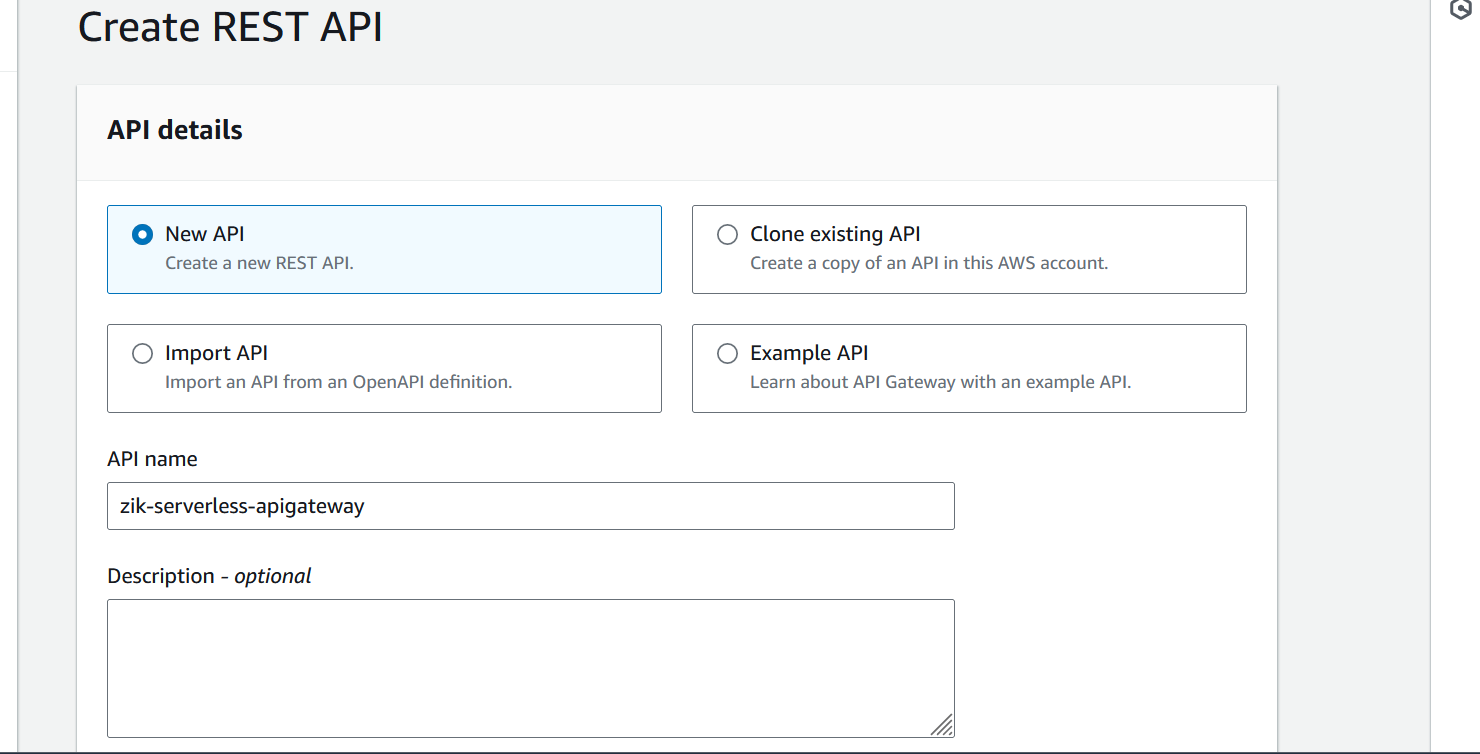 Create REST API
API details
New API
Create a new REST API.
Clone existing API
Create a copy of an API in this AWS account.
Import API
Import an API from an OpenAPI definition.
Example API
Learn about API Gateway with an example API.
API name
zik-serverless-apigateway
Description - optional